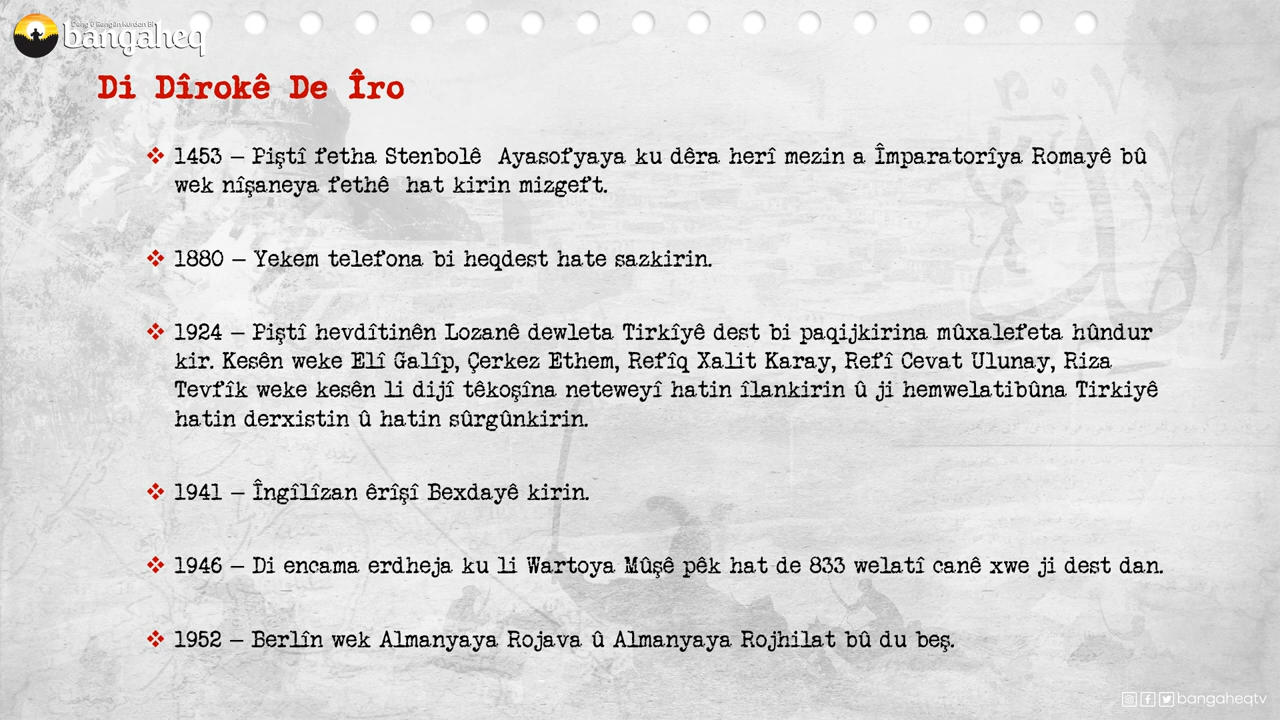 Deng û Rengên Kurdan Bi
bangaheq
Di Dîrokê De Îro
❖ 1453 – Piştî fetha Stenbolê Ayasofyaya ku dêra herî mezin a Împaratorîya Romayê bû
wek nîşaneya fethê hat kirin mizgeft.
❖ 1880 – Yekem telefona bi heqdest hate sazkirin.
❖ 1924 – Piştî hevdîtinên Lozanê dewleta Tirkîyê dest bi paqijkirina mûxalefeta hûndur
kir. Kesên weke Elî Galîp, Çerkez Ethem, Refîq Xalit Karay, Refî Cevat Ulunay, Riza
Tevfîk weke kesên li dijî têkoşîna neteweyî hatin îlankirin û ji hemwelatibûna Tirkiyê
hatin derxistin û hatin sûrgûnkirin.
❖ 1941 – Îngîlîzan êrîşî Bexdayê kirin.
❖ 1946 – Di encama erdheja ku li Wartoya Mûşê pêk hat de 833 welatî canê xwe ji dest dan.
❖ 1952 – Berlîn wek Almanyaya Rojava û Almanyaya Rojhilat bû du beş.
bangaheqtv